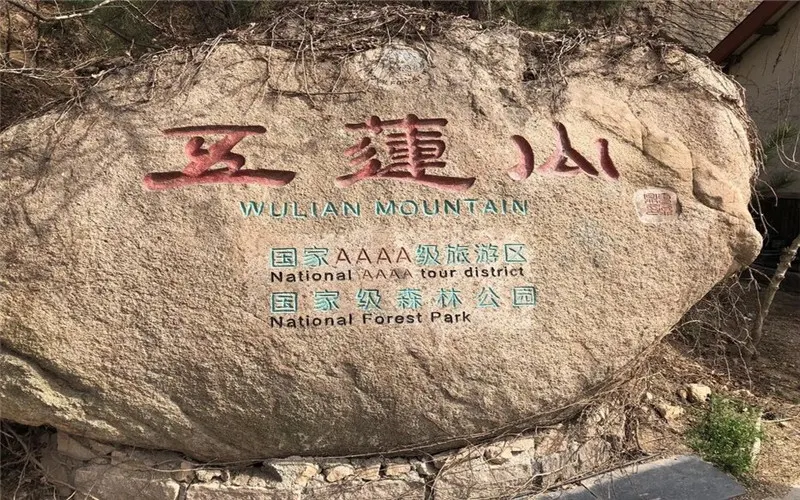 五蓮山
WULIAN MOUNTAIN
国家AAAA级旅游区
National AAAA tour district
国家级森林公园
National Forest Park